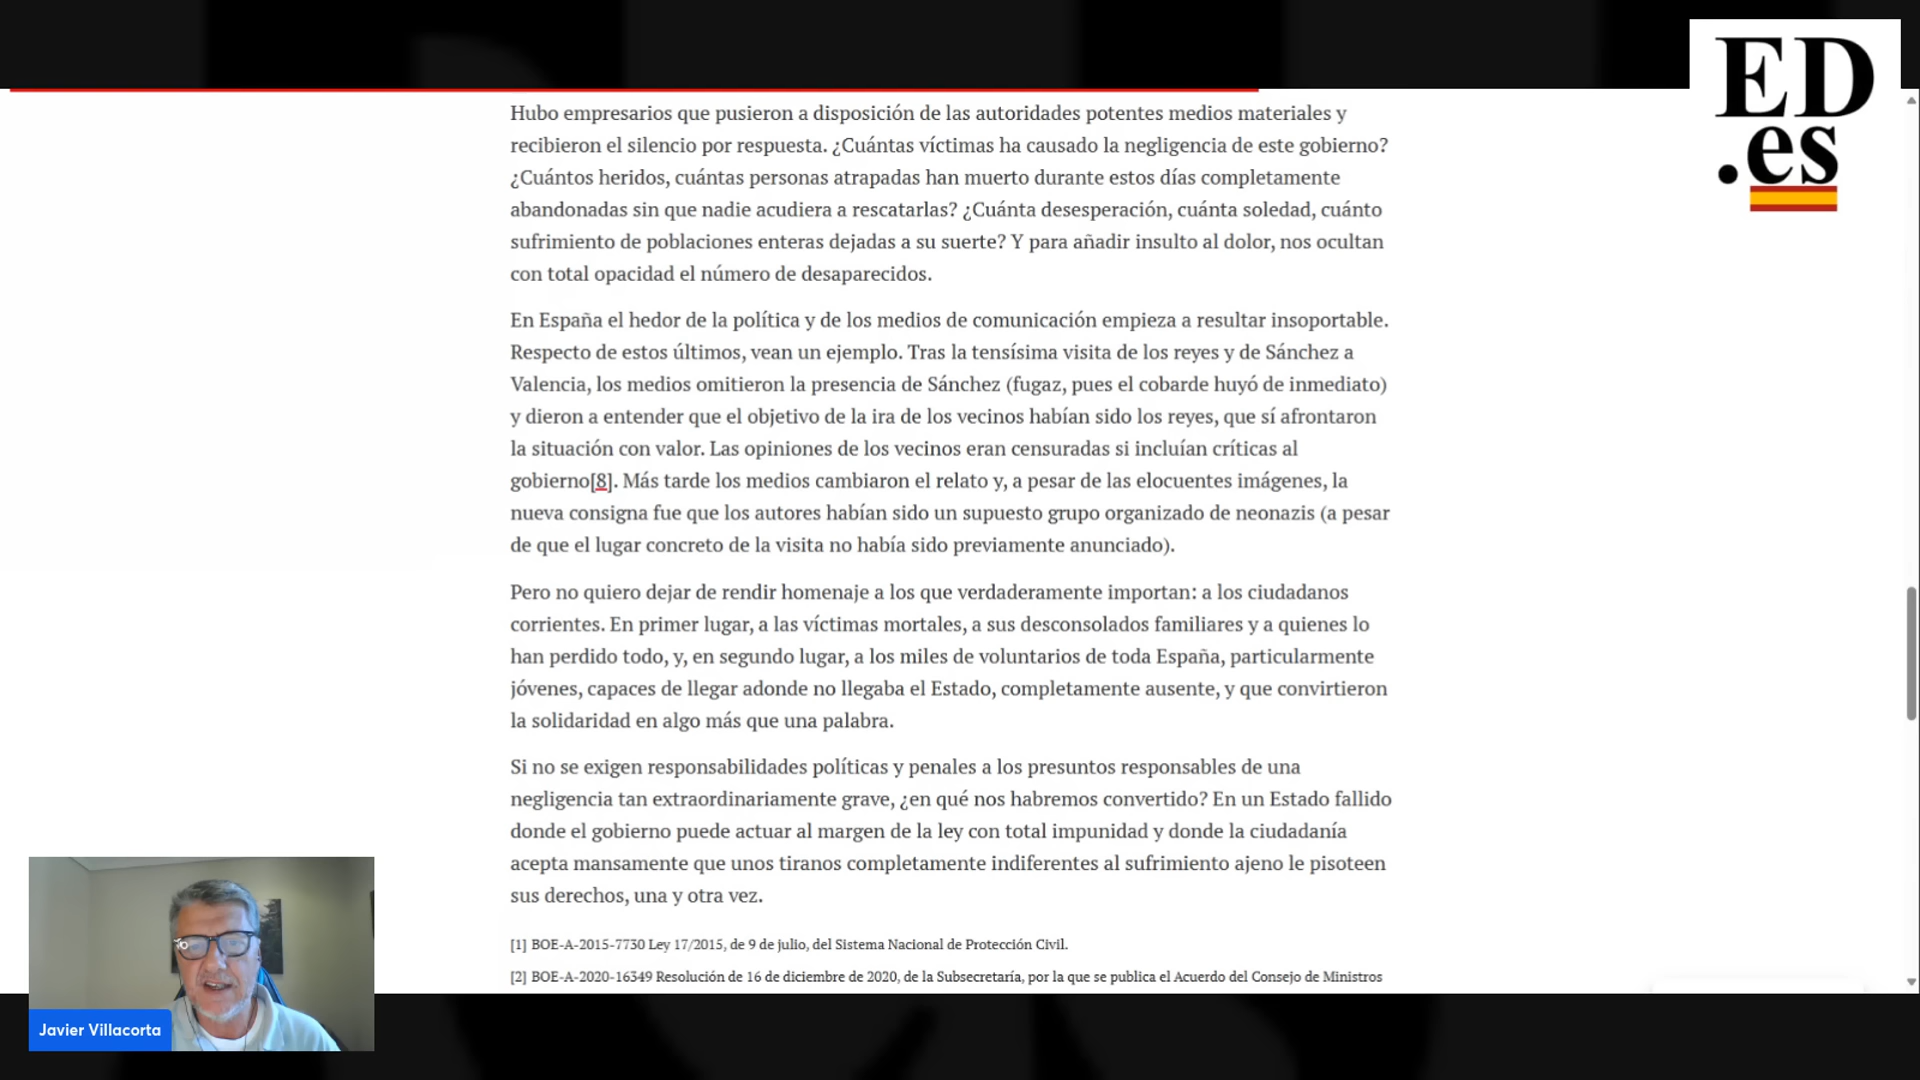 ED
.es
Hubo empresarios que pusieron a disposición de las autoridades potentes medios materiales y
recibieron el silencio por respuesta. ¿Cuántas víctimas ha causado la negligencia de este gobierno?
¿Cuántos heridos, cuántas personas atrapadas han muerto durante estos días completamente
abandonadas sin que nadie acudiera a rescatarlas? ¿Cuánta desesperación, cuánta soledad, cuánto
sufrimiento de poblaciones enteras dejadas a su suerte? Y para añadir insulto al dolor, nos ocultan
con total opacidad el número de desaparecidos.
En España el hedor de la política y de los medios de comunicación empieza a resultar insoportable.
Respecto de estos últimos, vean un ejemplo. Tras la tensísima visita de los reyes y de Sánchez a
Valencia, los medios omitieron la presencia de Sánchez (fugaz, pues el cobarde huyó de inmediato)
y dieron a entender que el objetivo de la ira de los vecinos habían sido los reyes, que sí afrontaron
la situación con valor. Las opiniones de los vecinos eran censuradas si incluían críticas al
gobierno[8]. Más tarde los medios cambiaron el relato y, a pesar de las elocuentes imágenes, la
nueva consigna fue que los autores habían sido un supuesto grupo organizado de neonazis (a pesar
de que el lugar concreto de la visita no había sido previamente anunciado).
Pero no quiero dejar de rendir homenaje a los que verdaderamente importan: a los ciudadanos
corrientes. En primer lugar, a las víctimas mortales, a sus desconsolados familiares y a quienes lo
han perdido todo, y, en segundo lugar, a los miles de voluntarios de toda España, particularmente
jóvenes, capaces de llegar adonde no llegaba el Estado, completamente ausente, y que convirtieron
la solidaridad en algo más que una palabra.
Si no se exigen responsabilidades políticas y penales a los presuntos responsables de una
negligencia tan extraordinariamente grave, ¿en qué nos habremos convertido? En un Estado fallido
donde el gobierno puede actuar al margen de la ley con total impunidad y donde la ciudadanía
acepta mansamente que unos tiranos completamente indiferentes al sufrimiento ajeno le pisoteen
sus derechos, una y otra vez.
[1] BOE-A-2015-7730 Ley 17/2015, de 9 de julio, del Sistema Nacional de Protección Civil.
[2] BOE-A-2020-16349 Resolución de 16 de diciembre de 2020, de la Subsecretaría, por la que se publica el Acuerdo del Consejo de Ministros
Javier Villacorta